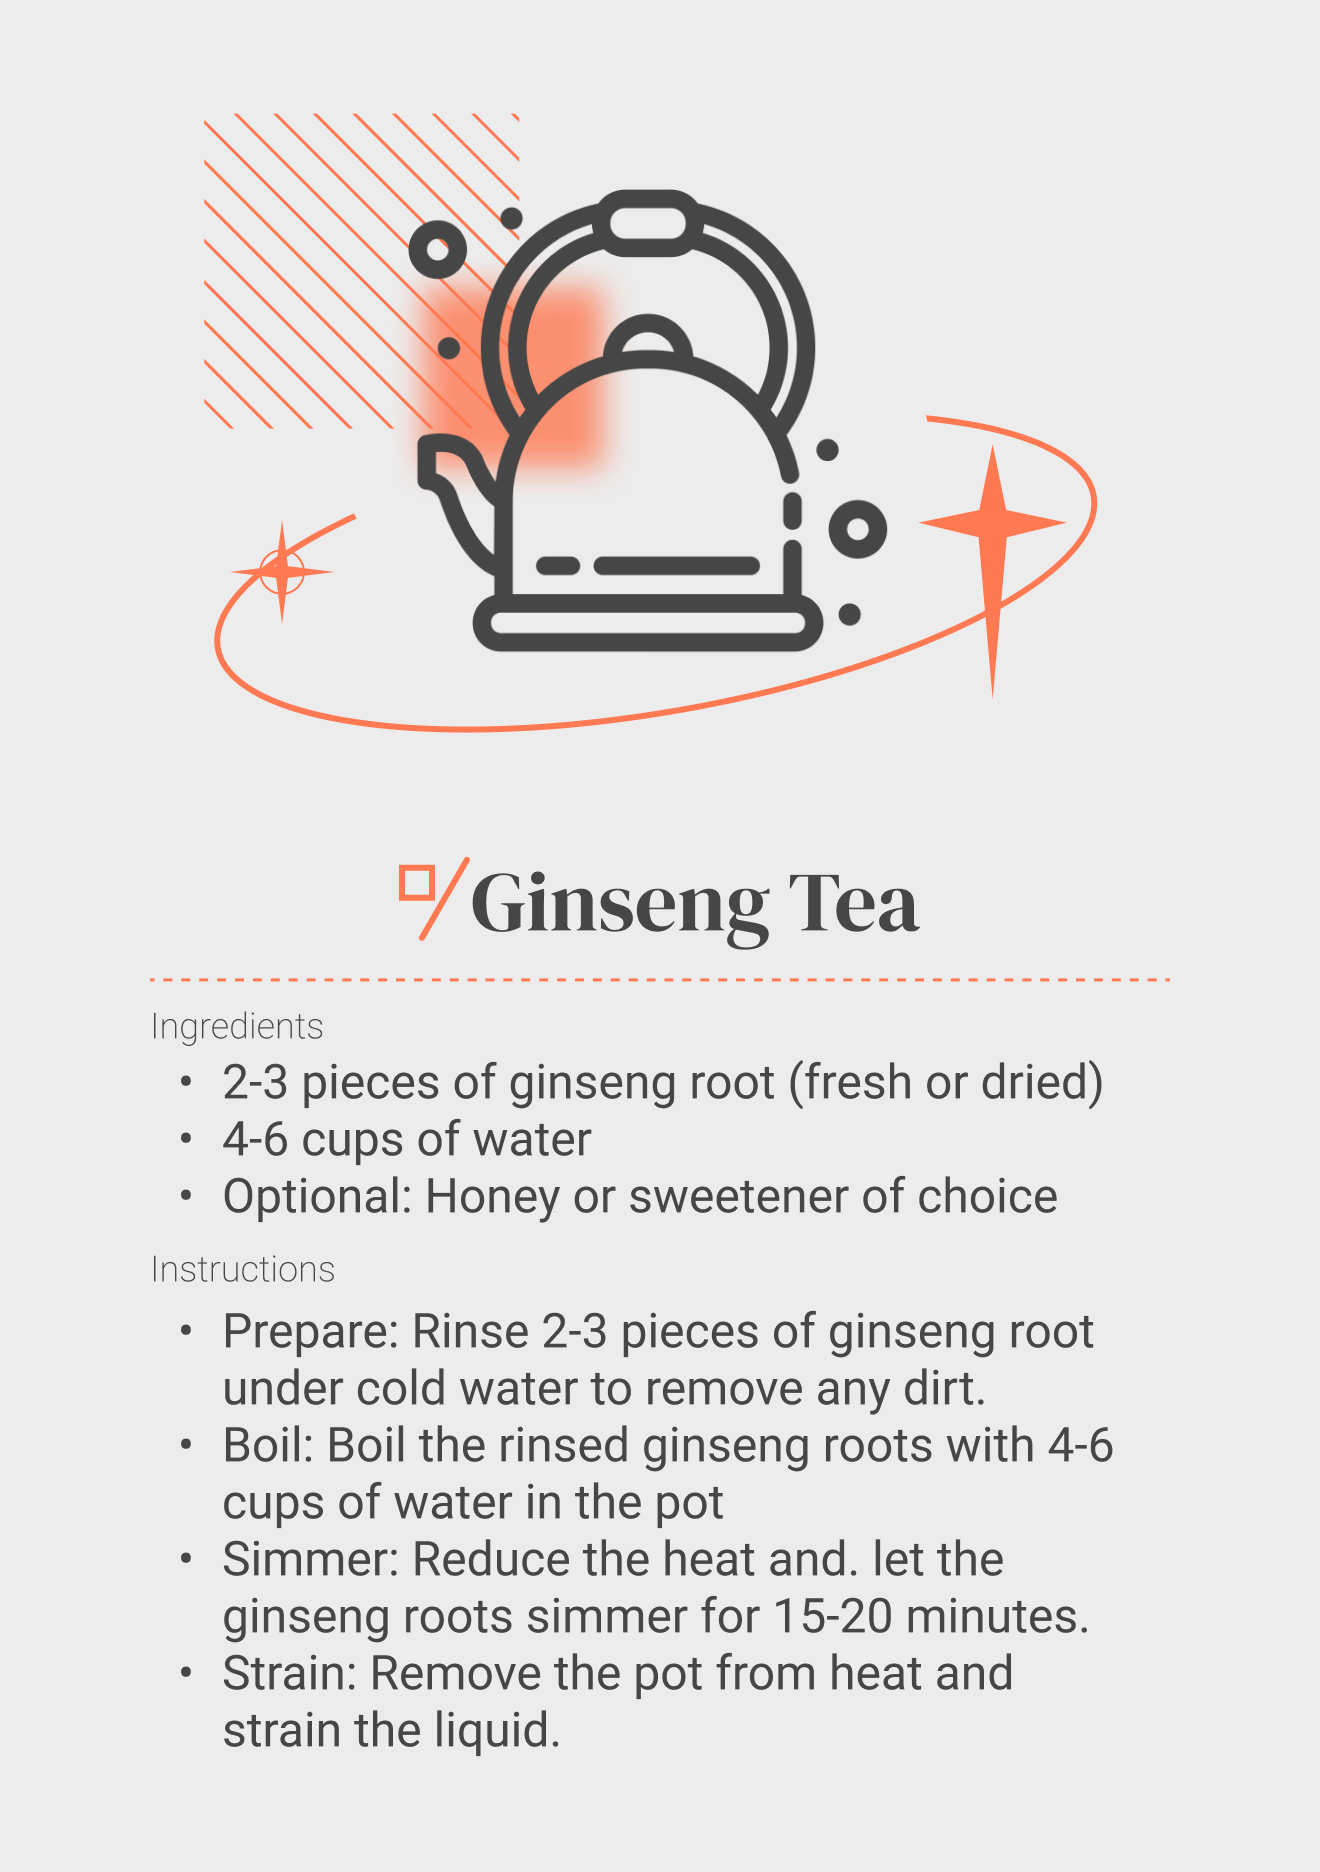 Ginseng Tea
Ingredients
• 2-3 pieces of ginseng root (fresh or dried)
• 4-6 cups of water
• Optional: Honey or sweetener of choice
Instructions
• Prepare: Rinse 2-3 pieces of ginseng root
under cold water to remove any dirt.
• Boil: Boil the rinsed ginseng roots with 4-6
cups of water in the pot
• Simmer: Reduce the heat and. let the
ginseng roots simmer for 15-20 minutes.
• Strain: Remove the pot from heat and
strain the liquid.